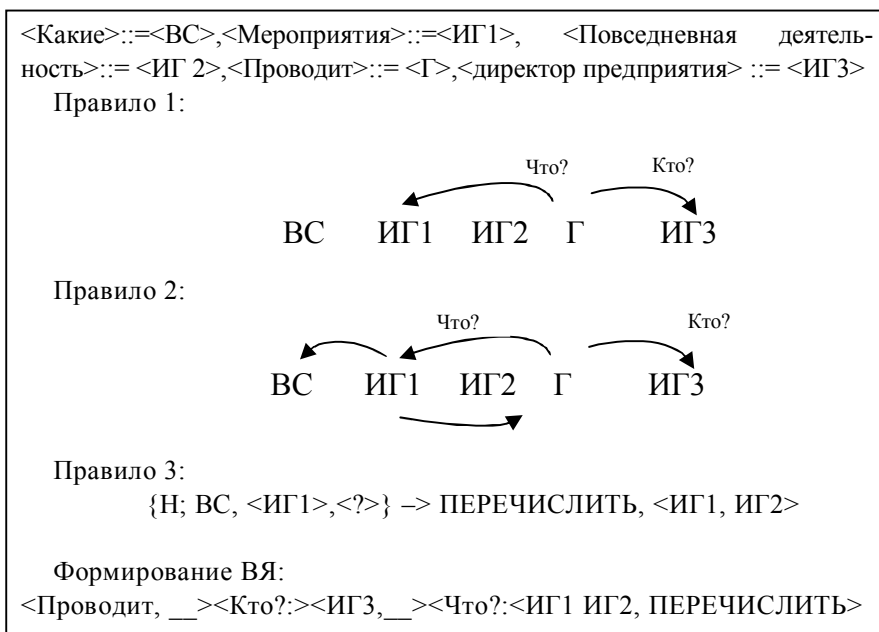 <Какие>::=<ВС>,<Мероприятия>::=<ИГ1>, <Повседневная деятель-
ность>::= <ИГ 2>,<Проводит>::= <Г>,<директор предприятия> ::= <ИГ3>
Правило 1:
Что? Кто?
ВС ИГ1 ИГ2 Г ИГ3
Правило 2:
Что? Кто?
ВС ИГ1 ИГ2 Г ИГ3
Правило 3:
{Н; ВС, <ИГ1>,<?>} –> ПЕРЕЧИСЛИТЬ, <ИГ1, ИГ2>
Формирование ВЯ:
<Проводит, __><Кто?:><ИГ3,__><Что?:<ИГ1 ИГ2, ПЕРЕЧИСЛИТЬ>